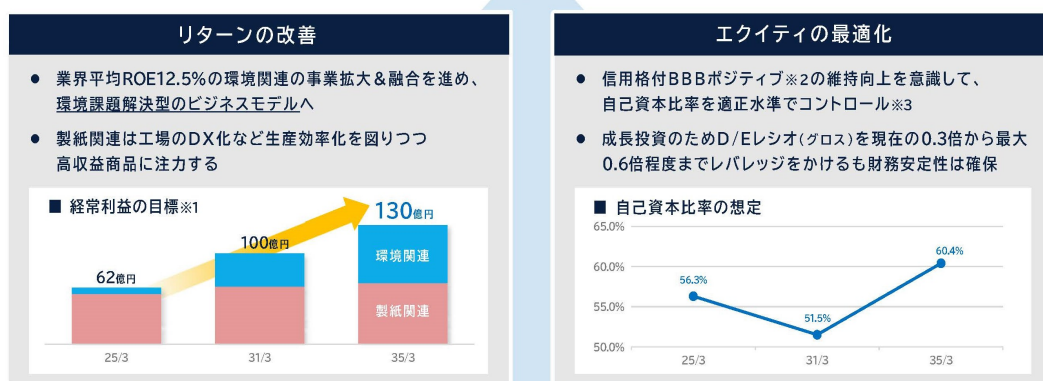 リターンの改善
● 業界平均ROE12.5%の環境関連の事業拡大&融合を進め、
環境課題解決型のビジネスモデルへ
● 製紙関連は工場のDX化など生産効率化を図りつつ
高収益商品に注力する
■ 経常利益の目標※1
130億円
100億円
62億円
環境関連
製紙関連
25/3 31/3 35/3
エクイティの最適化
● 信用格付BBBポジティブ※2の維持向上を意識して、
自己資本比率を適正水準でコントロール※3
● 成長投資のためD/Eレシオ(グロス)を現在の0.3倍から最大
0.6倍程度までレバレッジをかけるも財務安定性は確保
■ 自己資本比率の想定
65.0%
60.0%
55.0%
50.0%
56.3%
51.5%
60.4%
25/3 31/3 35/3